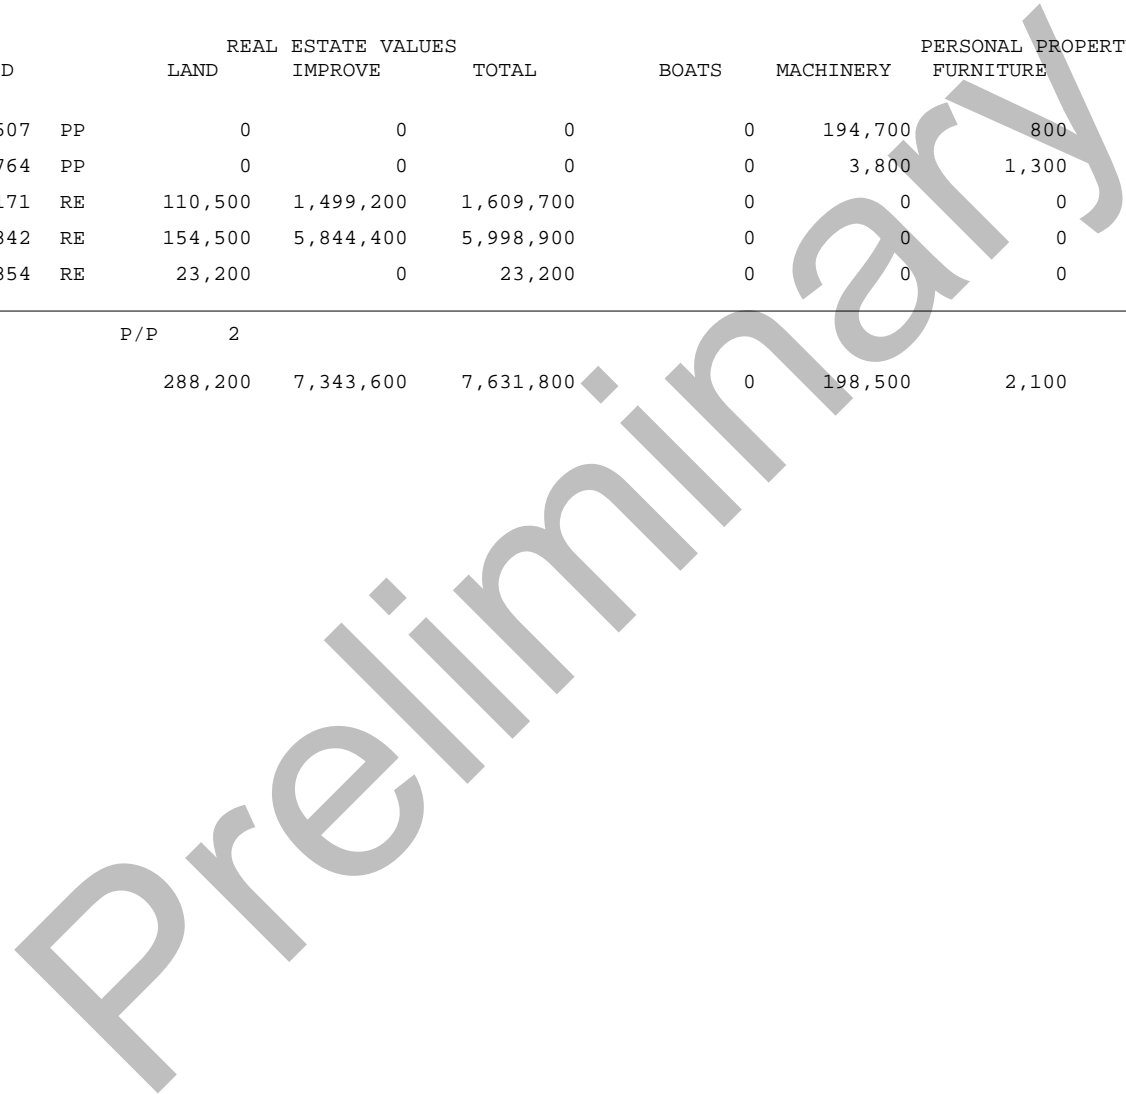 REAL ESTATE VALUES PERSONAL PROPERT
D LAND IMPROVE TOTAL BOATS MACHINERY FURNITURE
507 PP 0 0 0 0 194,700 800
764 PP 0 0 0 0 3,800 1,300
171 RE 110,500 1,499,200 1,609,700 0 0 0
342 RE 154,500 5,844,400 5,998,900 0 0 0
354 RE 23,200 0 23,200 0 0 0
P/P 2
288,200 7,343,600 7,631,800 0 198,500 2,100
Preliminary